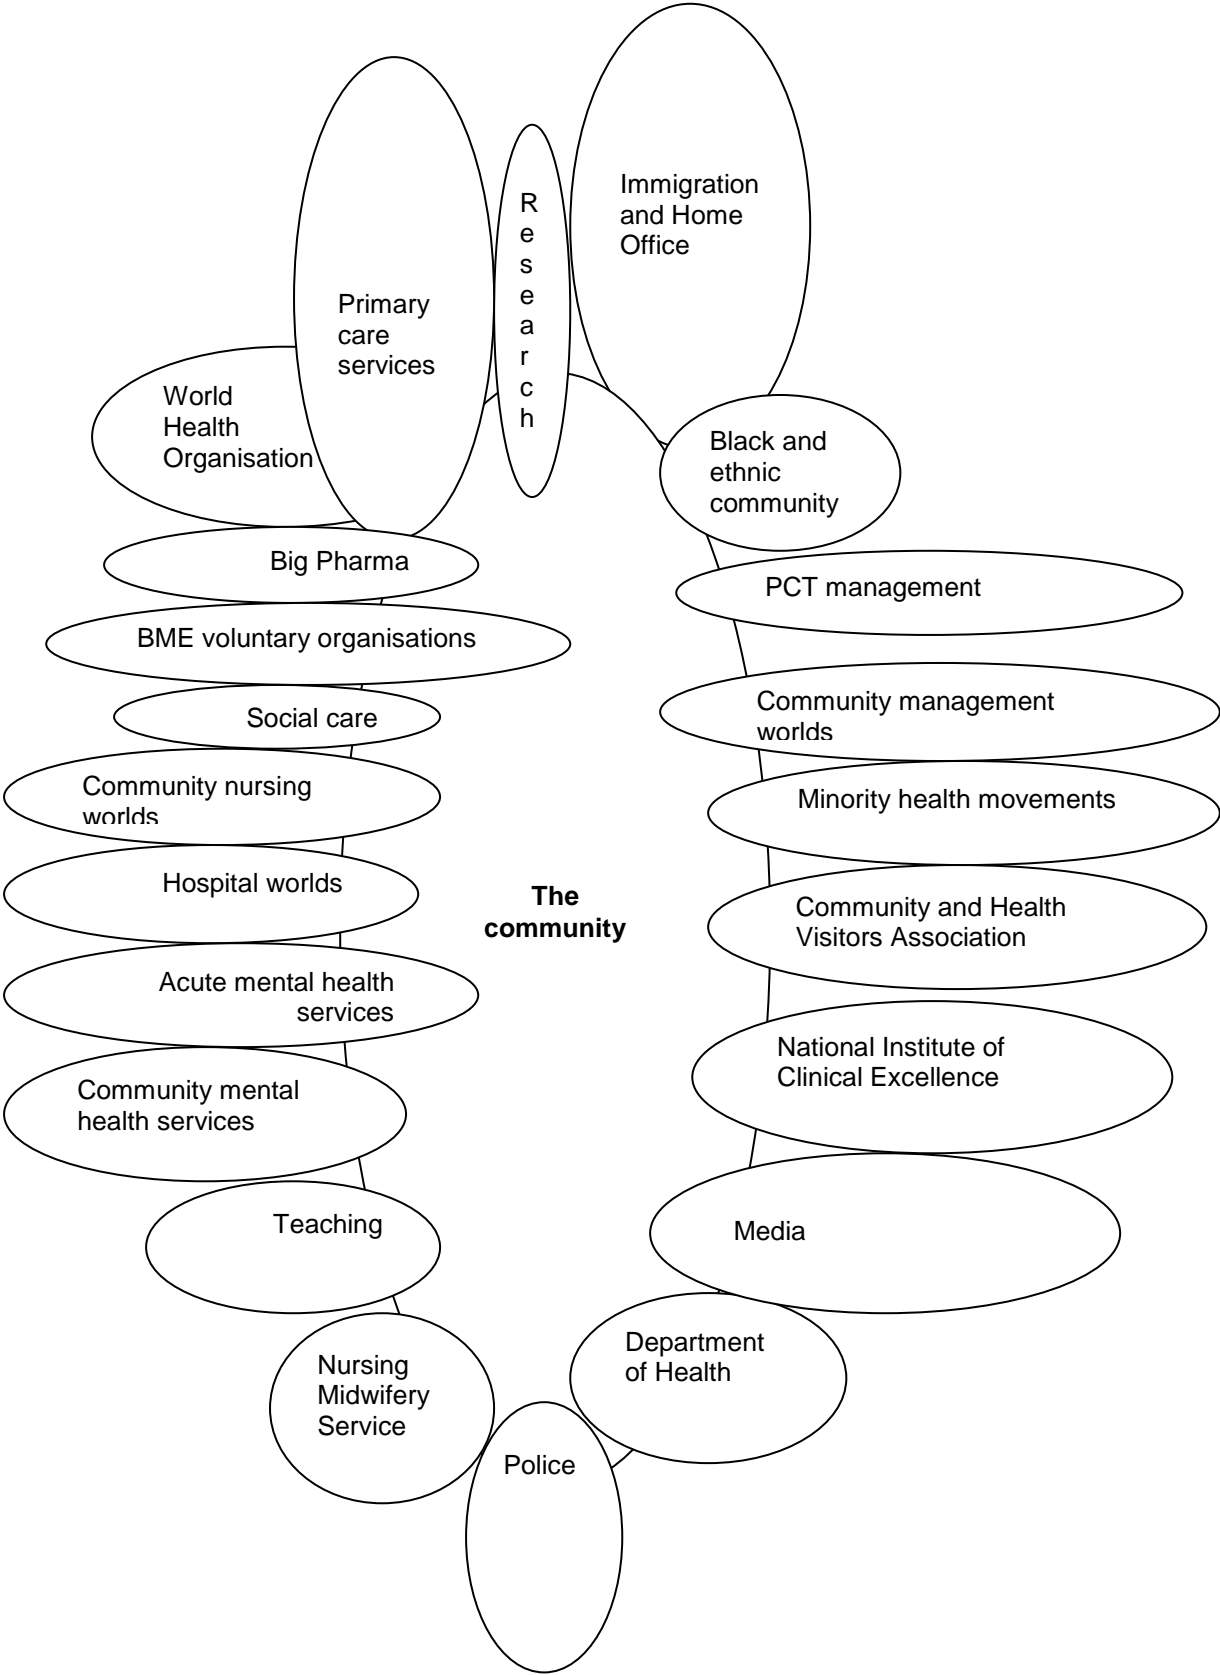 Immigration
and Home
Office
R
e
s
e
a
r
c
h
Primary
care
services
World
Health
Organisation
Black and
ethnic
community
Big Pharma
PCT management
BME voluntary organisations
Social care
Community management
worlds
Community nursing
worlds
Minority health movements
Hospital worlds
The
community
Community and Health
Visitors Association
Acute mental health
services
National Institute of
Clinical Excellence
Community mental
health services
Teaching
Media
Department
of Health
Nursing
Midwifery
Service
Police